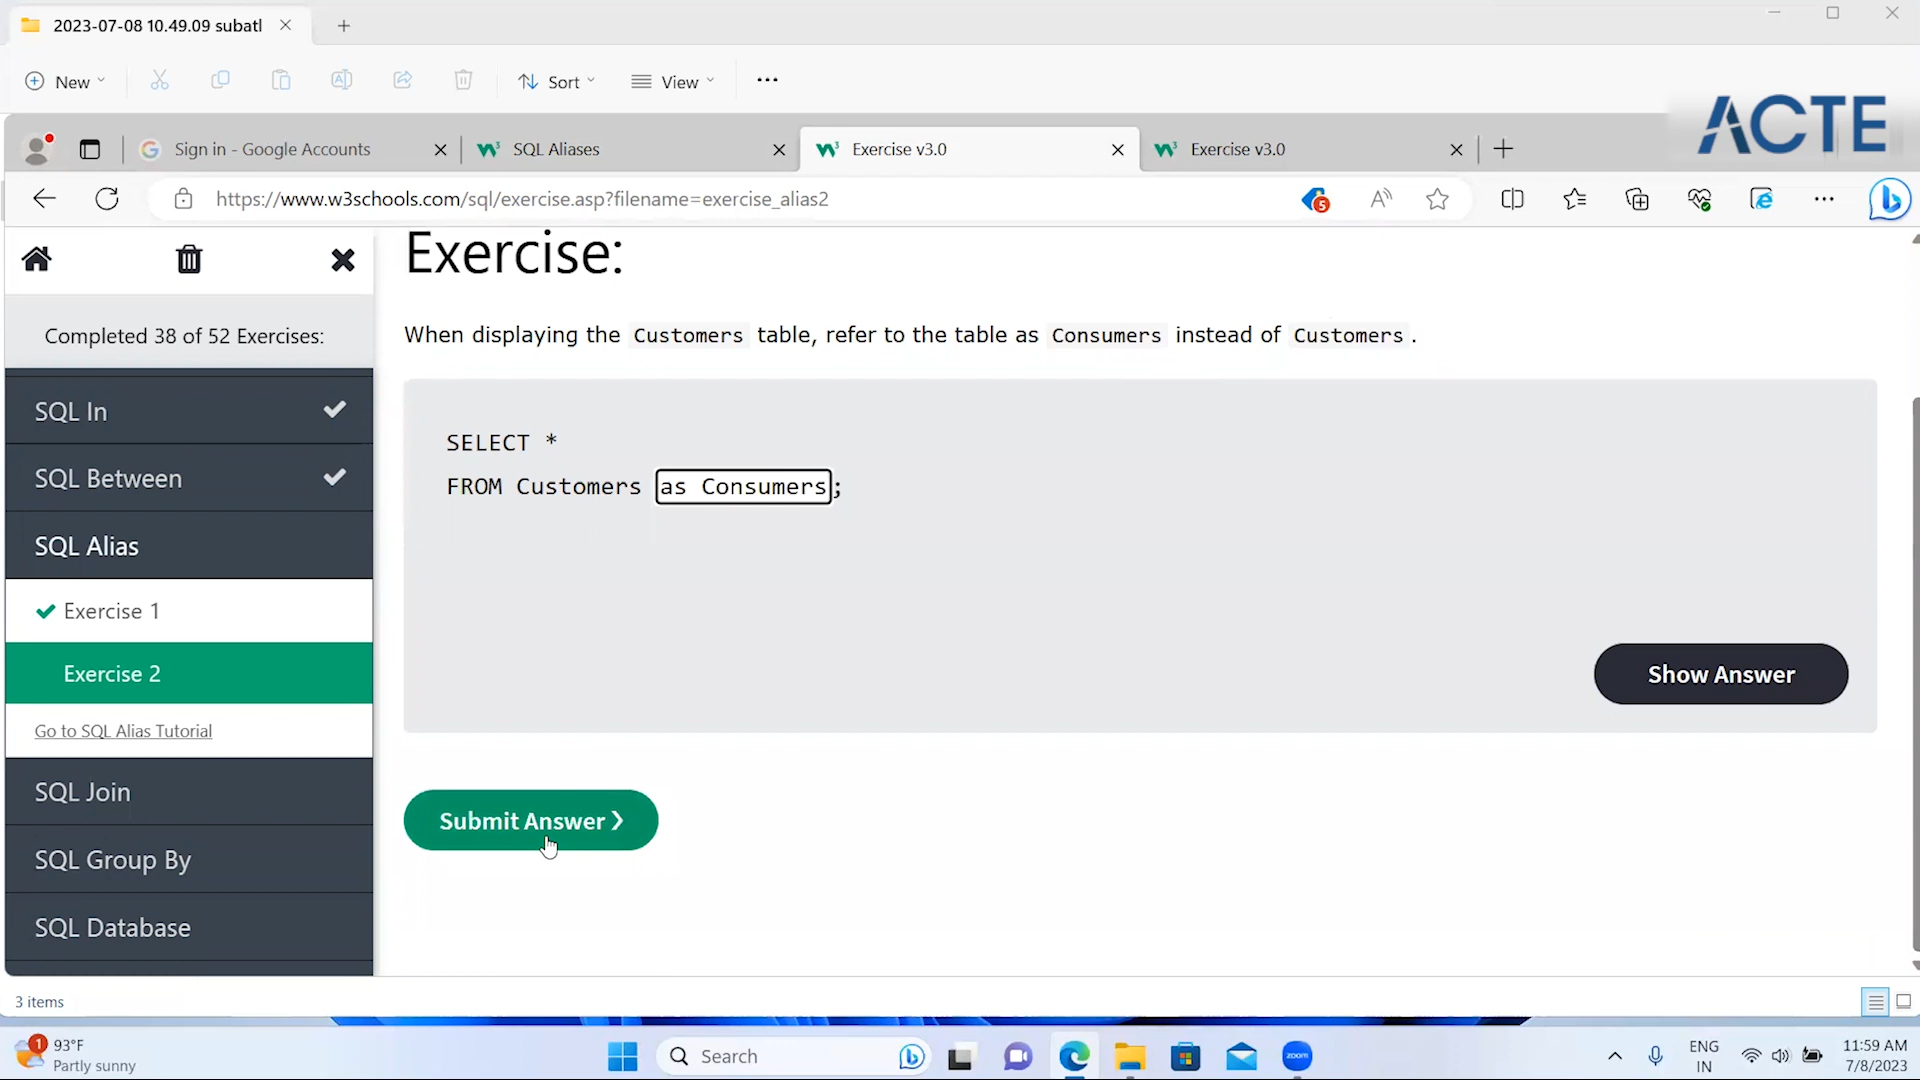 2023-07-08 10.49.09 subatl
New
Sort
View
ACTE
Sign in - Google Accounts
SQL Aliases
Exercise v3.0
Exercise v3.0
https://www.w3schools.com/sql/exercise.asp?filename=exercise_alias2
5
Exercise:
Completed 38 of 52 Exercises:
When displaying the Customers table, refer to the table as Consumers instead of Customers.
SQL In
SQL Between
SQL Alias
Exercise 1
Exercise 2
Go to SQL Alias Tutorial
SQL Join
SQL Group By
SQL Database
SELECT *
FROM Customers as Consumers;
Show Answer
Submit Answer ❯
3 items
1
93°F
Partly sunny
Search
zoom
ENG
IN
11:59 AM
7/8/2023